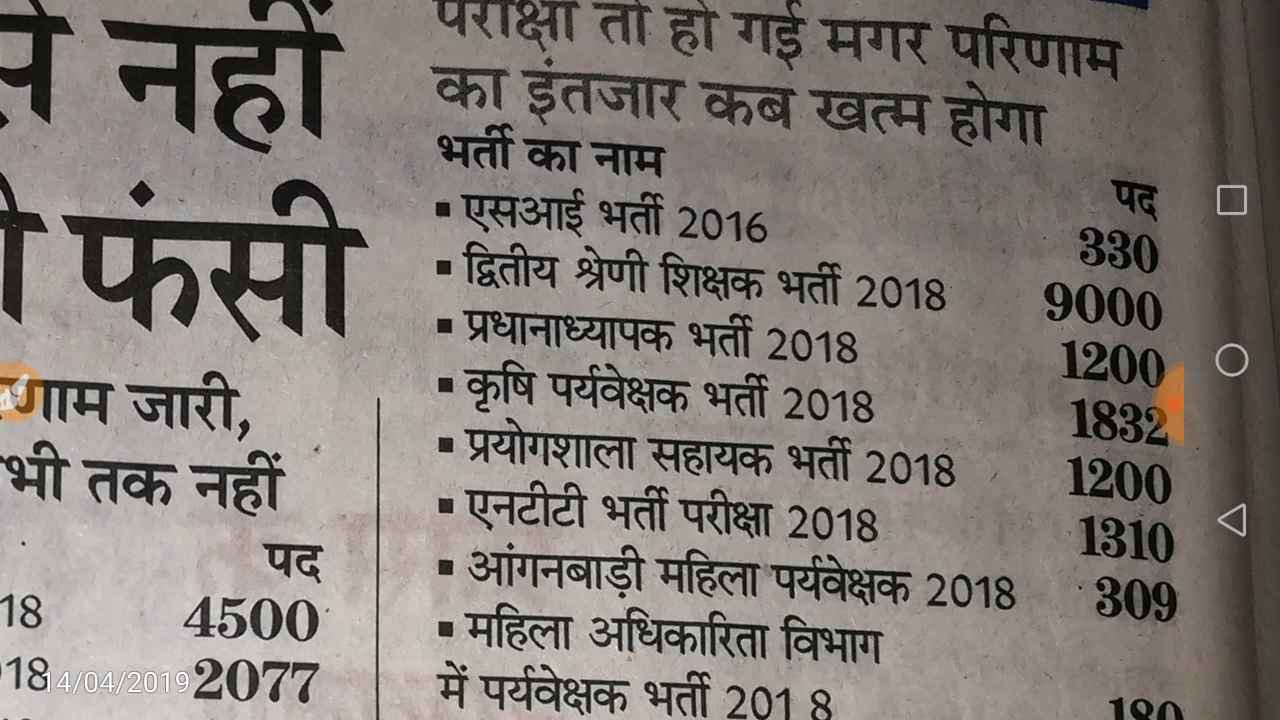 नहीं
फंसी
जारी,
भी तक नहीं
पद
18 4500
18 2077
14/04/2019
परीक्षा तो हो गई मगर परिणाम
का इंतजार कब खत्म होगा
भर्ती का नाम पद
▪ एसआई भर्ती 2016 330
▪ द्वितीय श्रेणी शिक्षक भर्ती 2018 9000
▪ प्रधानाध्यापक भर्ती 2018 1200
▪ कृषि पर्यवेक्षक भर्ती 2018 1832
▪ प्रयोगशाला सहायक भर्ती 2018 1200
▪ एनटीटी भर्ती परीक्षा 2018 1310
▪ आंगनबाड़ी महिला पर्यवेक्षक 2018 309
▪ महिला अधिकारिता विभाग
में पर्यवेक्षक भर्ती 201 8 180